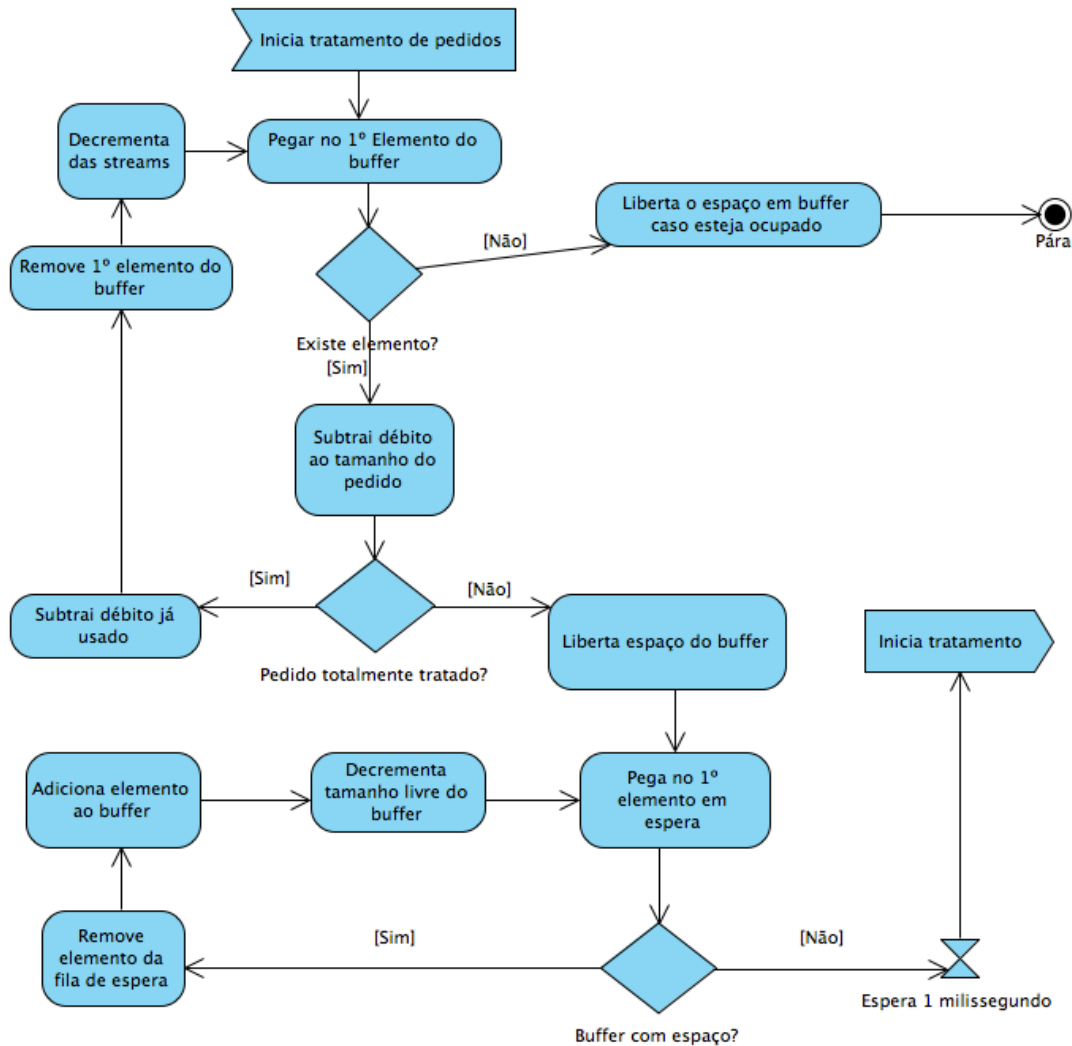 Inicia tratamento de pedidos
Decrementa
das streams
Pegar no 1º Elemento do
buffer
Liberta o espaço em buffer
caso esteja ocupado
[Não]
Pára
Remove 1º elemento do
buffer
Existe elemento?
[Sim]
Subtrai débito
ao tamanho do
pedido
[Sim]
[Não]
Subtrai débito já
usado
Liberta espaço do buffer
Inicia tratamento
Pedido totalmente tratado?
Adiciona elemento
ao buffer
Decrementa
tamanho livre do
buffer
Pega no 1º
elemento em
espera
Remove
elemento da
fila de espera
[Sim]
[Não]
Espera 1 milissegundo
Buffer com espaço?